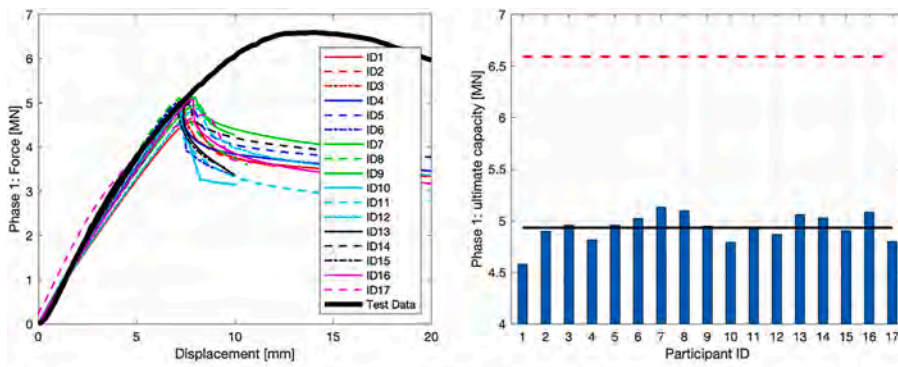 7
6
5
4
3
2
1
0
Phase 1: Force [MN]
0 5 10 15 20
Displacement [mm]
ID1
ID2
ID3
ID4
ID5
ID6
ID7
ID8
ID9
ID10
ID11
ID12
ID13
ID14
ID15
ID16
ID17
Test Data
7
6.5
6
5.5
5
4.5
4
Phase 1: ultimate capacity [MN]
1 2 3 4 5 6 7 8 9 10 11 12 13 14 15 16 17
Participant ID